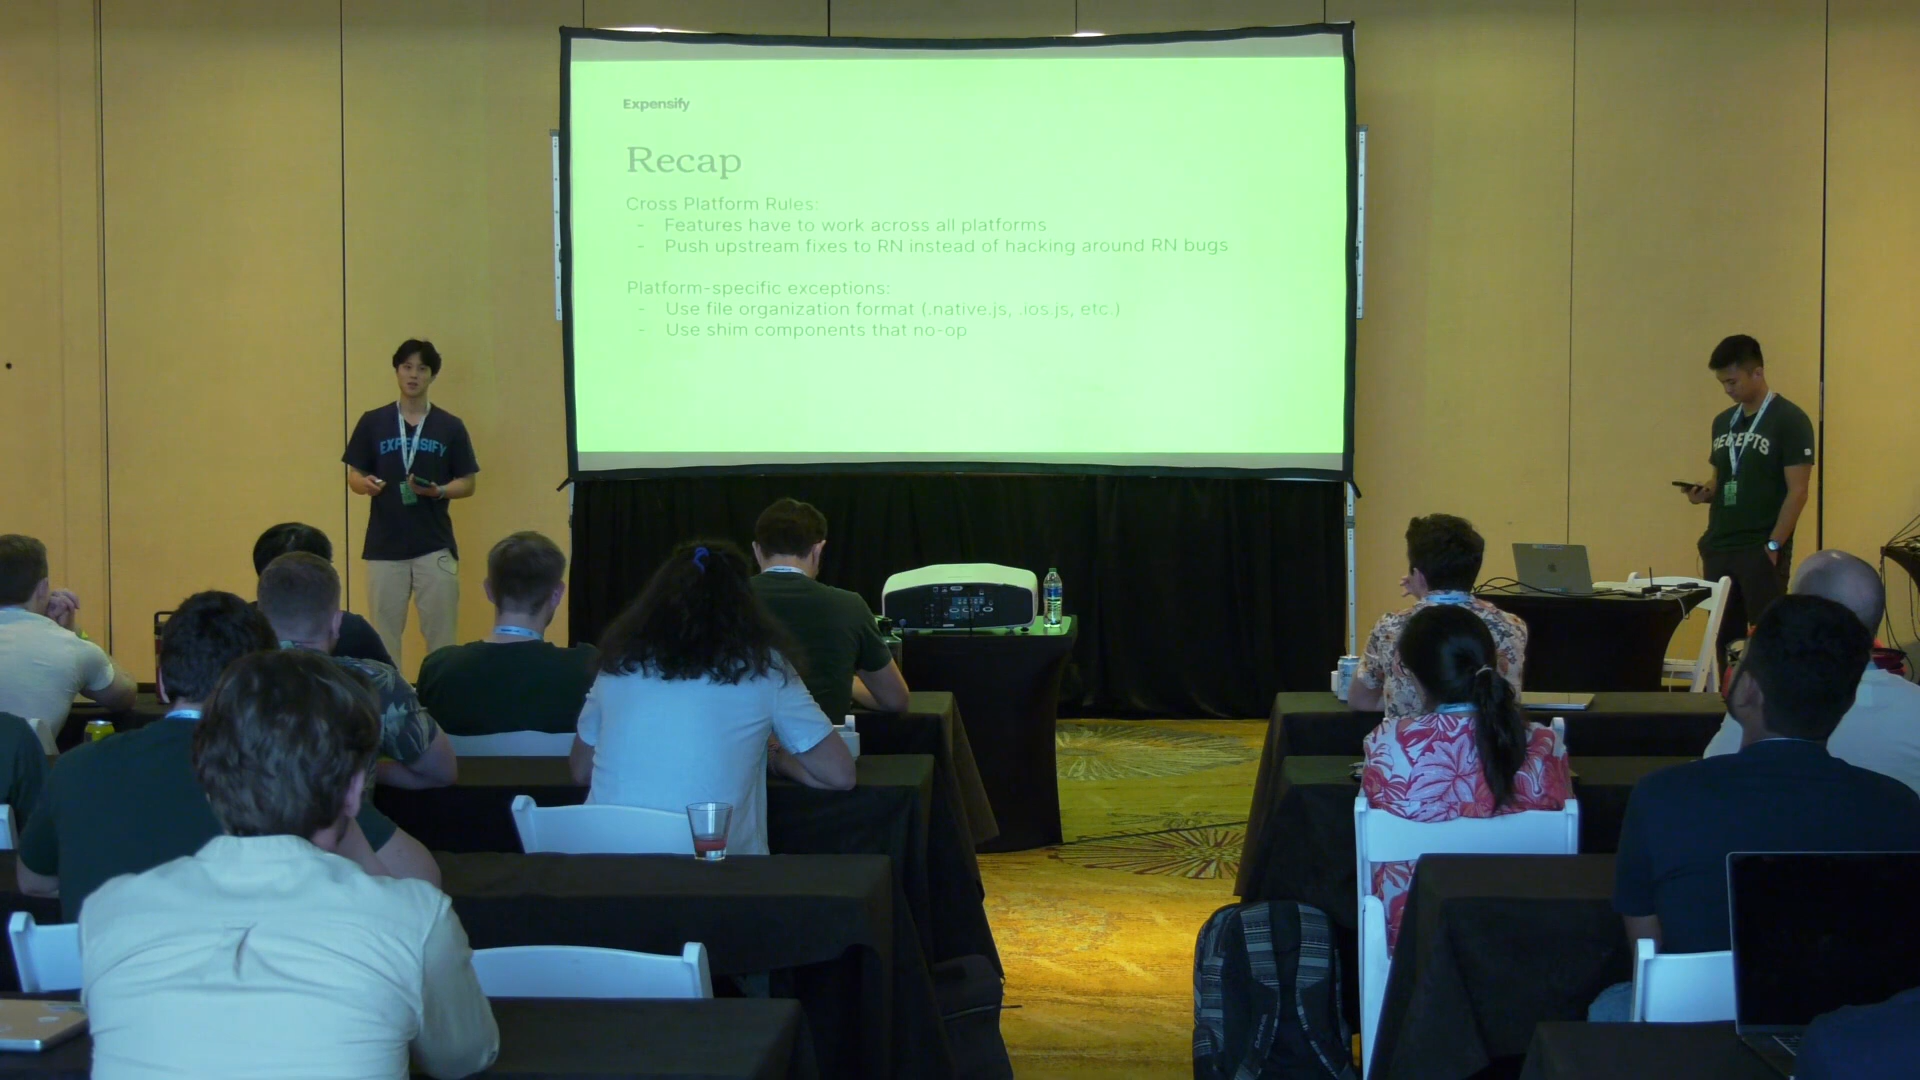 Expensify
Recap
Cross Platform Rules:
- Features have to work across all platforms
- Push upstream fixes to RN instead of hacking around RN bugs
Platform-specific exceptions:
- Use file organization format (.native.js, .ios.js, etc.)
- Use shim components that no-op
EXPENSIFY
RECEIPTS